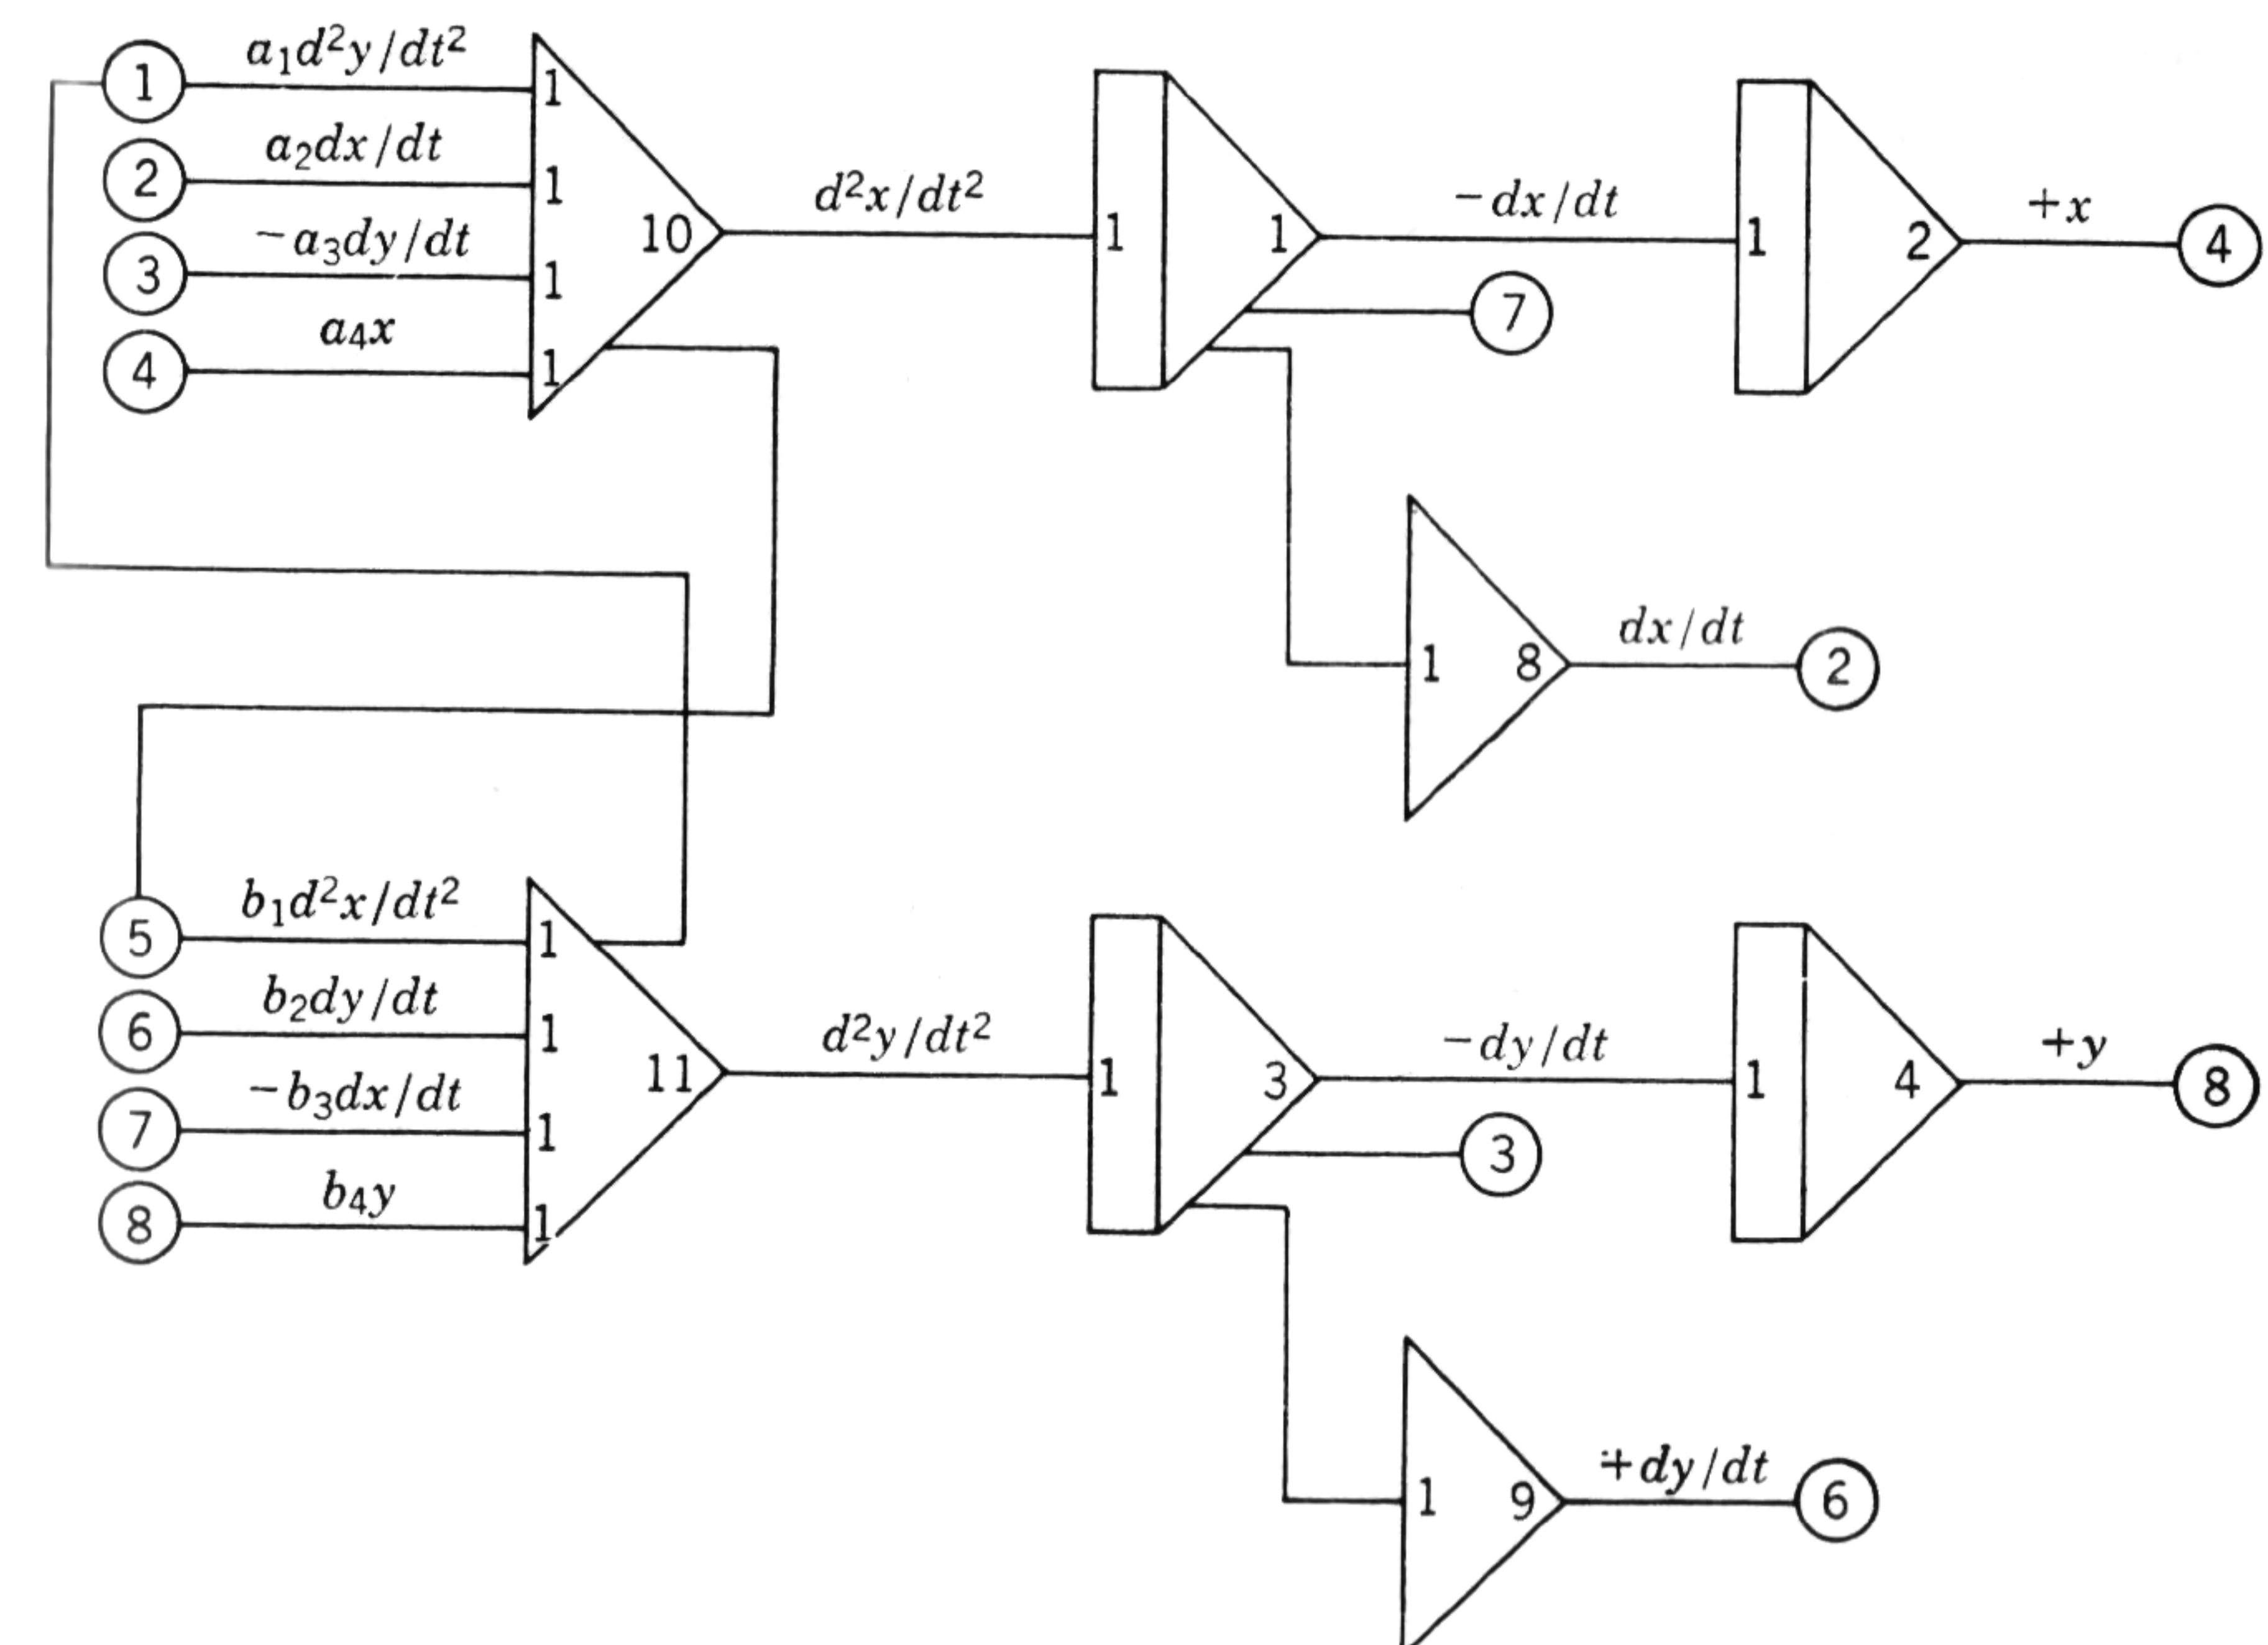 1 a₁d²y/dt² 1
2 a₂dx/dt 1
3 −a₃dy/dt 1
4 a₄x 1
10 d²x/dt² 1 1 −dx/dt 1 2 +x 4
7
1 8 dx/dt 2
5 b₁d²x/dt² 1
6 b₂dy/dt 1
7 −b₃dx/dt 1
8 b₄y 1
11 d²y/dt² 1 3 −dy/dt 1 4 +y 8
3
1 9 +dy/dt 6